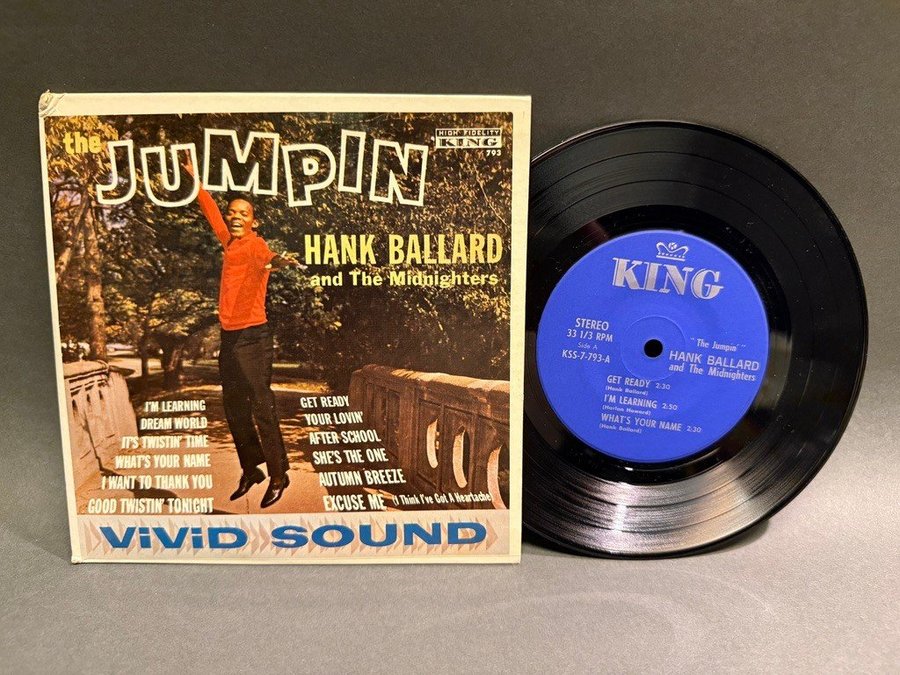 the JUMPIN
HIGH FIDELITY
KING
793
HANK BALLARD
and The Midnighters
I'M LEARNING
DREAM WORLD
IT'S TWISTIN' TIME
WHAT'S YOUR NAME
I WANT TO THANK YOU
GOOD TWISTIN' TONIGHT
GET READY
YOUR LOVIN'
AFTER SCHOOL
SHE'S THE ONE
AUTUMN BREEZE
EXCUSE ME (I Think I've Got A Heartache)
ViViD SOUND
K
KING
STEREO
33 1/3 RPM
Side A
KSS-7-793-A
"The Jumpin'"
HANK BALLARD
and The Midnighters
GET READY 2:30
(Hank Ballard)
I'M LEARNING 2:50
(Harlan Howard)
WHAT'S YOUR NAME 2:30
(Hank Ballard)